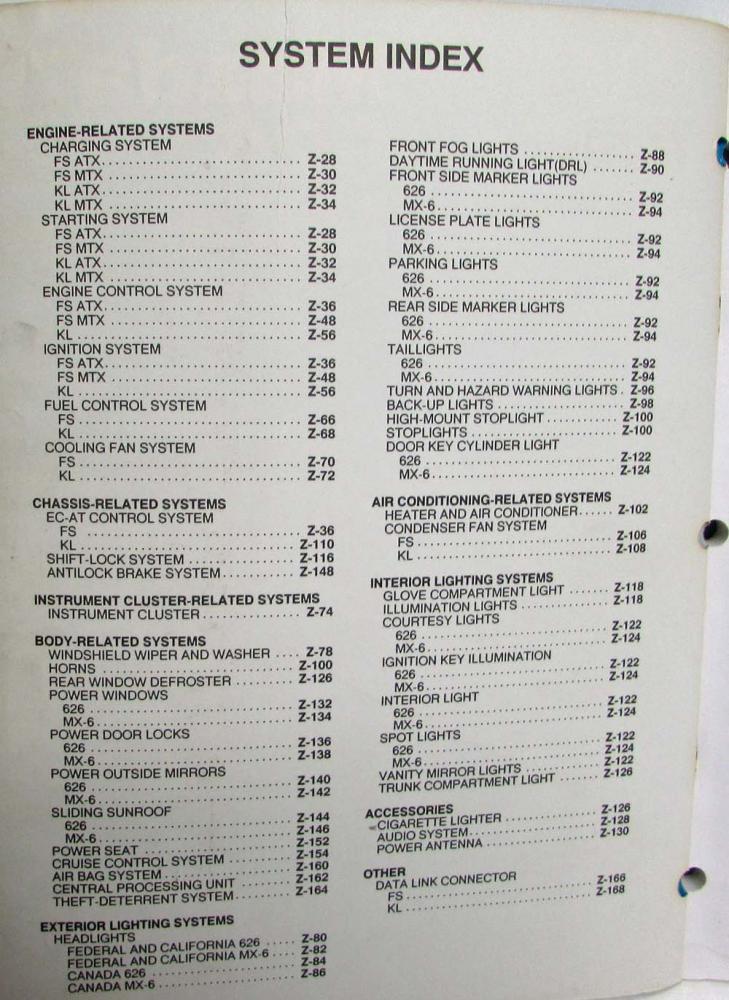 SYSTEM INDEX
ENGINE-RELATED SYSTEMS
CHARGING SYSTEM
FS ATX Z-28
FS MTX Z-30
KL ATX Z-32
KL MTX Z-34
STARTING SYSTEM
FS ATX Z-28
FS MTX Z-30
KL ATX Z-32
KL MTX Z-34
ENGINE CONTROL SYSTEM
FS ATX Z-36
FS MTX Z-48
KL Z-56
IGNITION SYSTEM
FS ATX Z-36
FS MTX Z-48
KL Z-56
FUEL CONTROL SYSTEM
FS Z-66
KL Z-68
COOLING FAN SYSTEM
FS Z-70
KL Z-72
CHASSIS-RELATED SYSTEMS
EC-AT CONTROL SYSTEM
FS Z-36
KL Z-110
SHIFT-LOCK SYSTEM Z-116
ANTILOCK BRAKE SYSTEM Z-148
INSTRUMENT CLUSTER-RELATED SYSTEMS
INSTRUMENT CLUSTER Z-74
BODY-RELATED SYSTEMS
WINDSHIELD WIPER AND WASHER Z-78
HORNS Z-100
REAR WINDOW DEFROSTER Z-126
POWER WINDOWS
626 Z-132
MX-6 Z-134
POWER DOOR LOCKS
626 Z-136
MX-6 Z-138
POWER OUTSIDE MIRRORS
626 Z-140
MX-6 Z-142
SLIDING SUNROOF
626 Z-144
MX-6 Z-146
POWER SEAT Z-152
CRUISE CONTROL SYSTEM Z-154
AIR BAG SYSTEM Z-160
CENTRAL PROCESSING UNIT Z-162
THEFT-DETERRENT SYSTEM Z-164
EXTERIOR LIGHTING SYSTEMS
HEADLIGHTS
FEDERAL AND CALIFORNIA 626 Z-80
FEDERAL AND CALIFORNIA MX-6 Z-82
CANADA 626 Z-84
CANADA MX-6 Z-86
FRONT FOG LIGHTS Z-88
DAYTIME RUNNING LIGHT(DRL) Z-90
FRONT SIDE MARKER LIGHTS
626 Z-92
MX-6 Z-94
LICENSE PLATE LIGHTS
626 Z-92
MX-6 Z-94
PARKING LIGHTS
626 Z-92
MX-6 Z-94
REAR SIDE MARKER LIGHTS
626 Z-92
MX-6 Z-94
TAILLIGHTS
626 Z-92
MX-6 Z-94
TURN AND HAZARD WARNING LIGHTS Z-96
BACK-UP LIGHTS Z-98
HIGH-MOUNT STOPLIGHT Z-100
STOPLIGHTS Z-100
DOOR KEY CYLINDER LIGHT
626 Z-122
MX-6 Z-124
AIR CONDITIONING-RELATED SYSTEMS
HEATER AND AIR CONDITIONER Z-102
CONDENSER FAN SYSTEM
FS Z-106
KL Z-108
INTERIOR LIGHTING SYSTEMS
GLOVE COMPARTMENT LIGHT Z-118
ILLUMINATION LIGHTS Z-118
COURTESY LIGHTS
626 Z-122
MX-6 Z-124
IGNITION KEY ILLUMINATION
626 Z-122
MX-6 Z-124
INTERIOR LIGHT
626 Z-122
MX-6 Z-124
SPOT LIGHTS
626 Z-122
MX-6 Z-124
VANITY MIRROR LIGHTS Z-122
TRUNK COMPARTMENT LIGHT Z-126
ACCESSORIES
CIGARETTE LIGHTER Z-126
AUDIO SYSTEM Z-128
POWER ANTENNA Z-130
OTHER
DATA LINK CONNECTOR
FS Z-166
KL Z-168